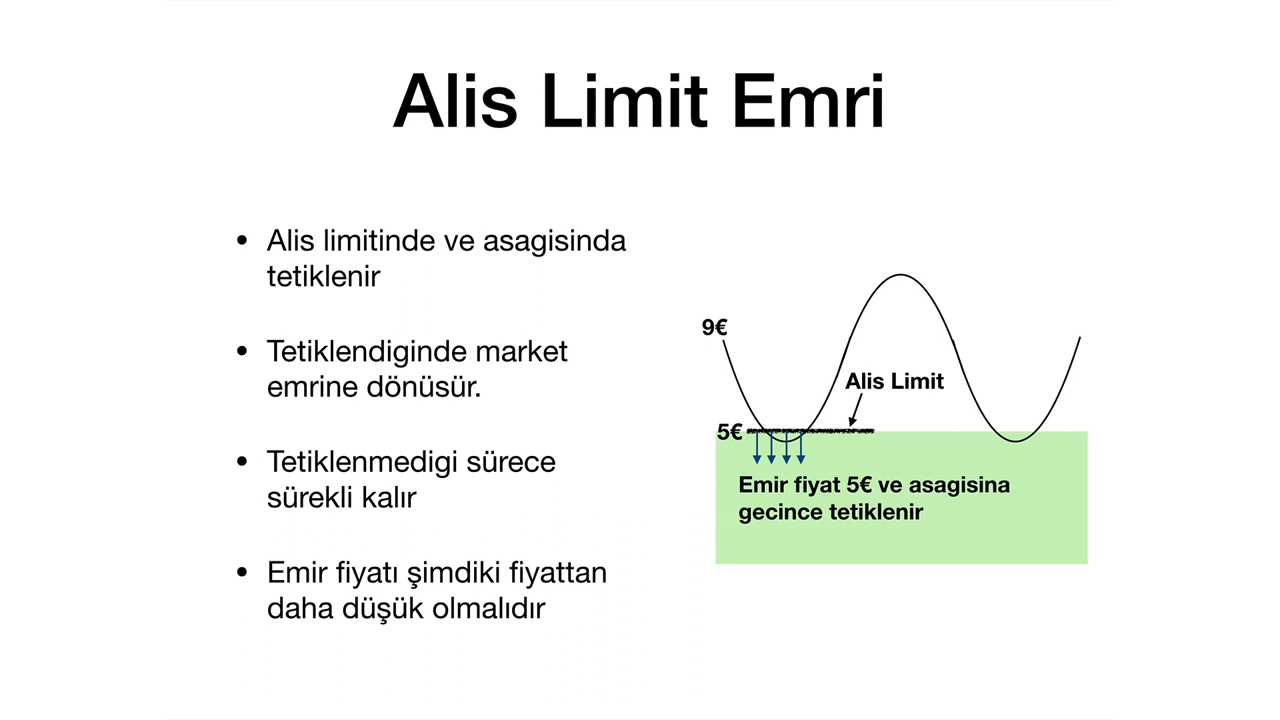 Alis Limit Emri
• Alis limitinde ve asagisinda
tetiklenir
• Tetiklendiginde market
emrine dönüsür.
• Tetiklenmedigi sürece
sürekli kalır
• Emir fiyatı şimdiki fiyattan
daha düşük olmalıdır
9€
Alis Limit
5€
Emir fiyat 5€ ve asagisina
gecince tetiklenir